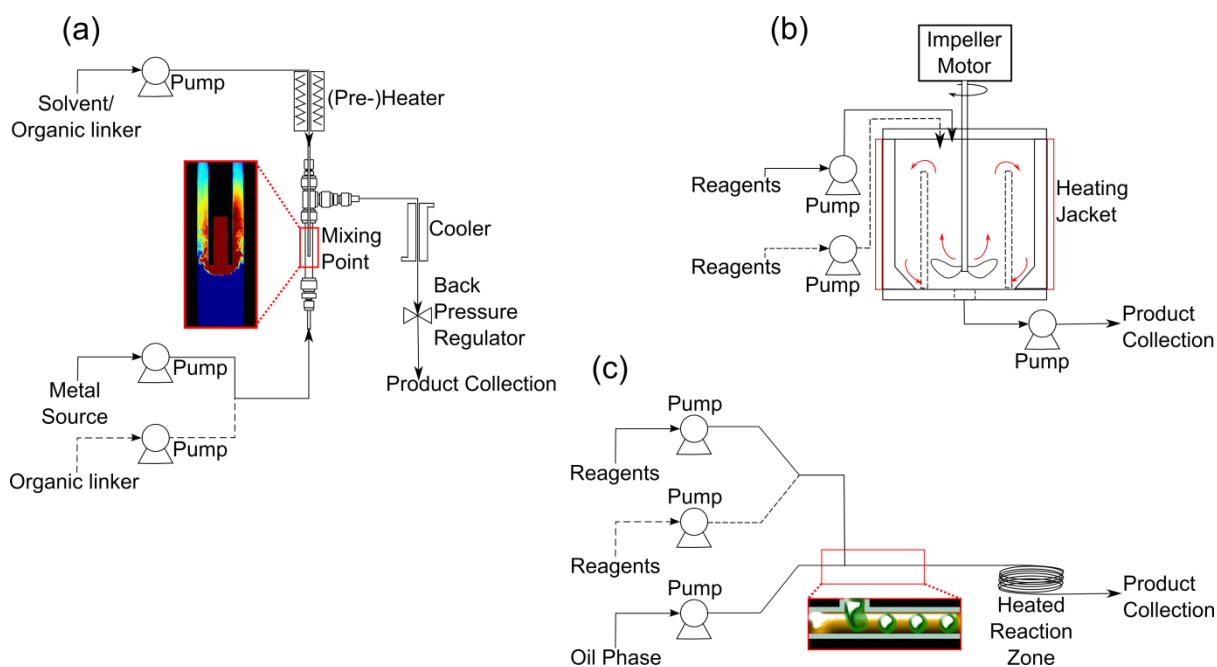 (a)
Pump
Solvent/
Organic linker
(Pre-)Heater
Mixing
Point
Cooler
Back
Pressure
Regulator
Product Collection
Pump
Metal
Source
Pump
Organic linker
(b)
Impeller
Motor
Reagents
Pump
Heating
Jacket
Reagents
Pump
Pump
Product
Collection
(c)
Pump
Reagents
Pump
Reagents
Pump
Oil Phase
Heated
Reaction
Zone
Product
Collection